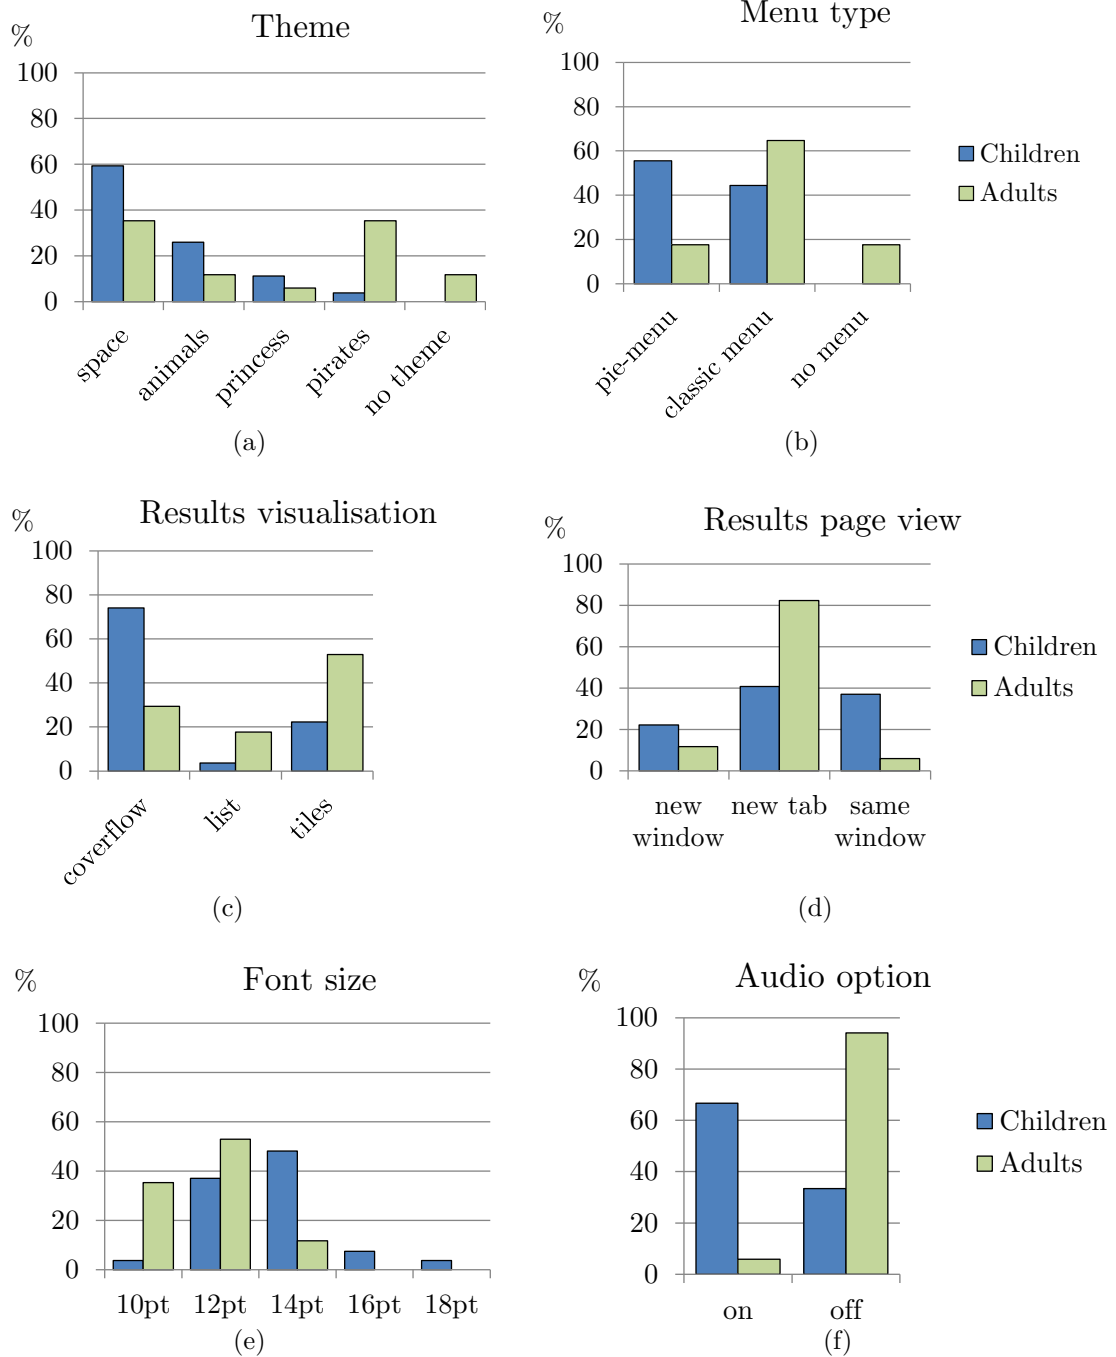 Theme
%
100
80
60
40
20
0
space
animals
princess
pirates
no theme
(a)
Menu type
%
100
80
60
40
20
0
pie-menu
classic menu
no menu
Children
Adults
(b)
Results visualisation
%
100
80
60
40
20
0
coverflow
list
tiles
(c)
Results page view
%
100
80
60
40
20
0
new window
new tab
same window
Children
Adults
(d)
Font size
%
100
80
60
40
20
0
10pt 12pt 14pt 16pt 18pt
(e)
Audio option
%
100
80
60
40
20
0
on off
Children
Adults
(f)